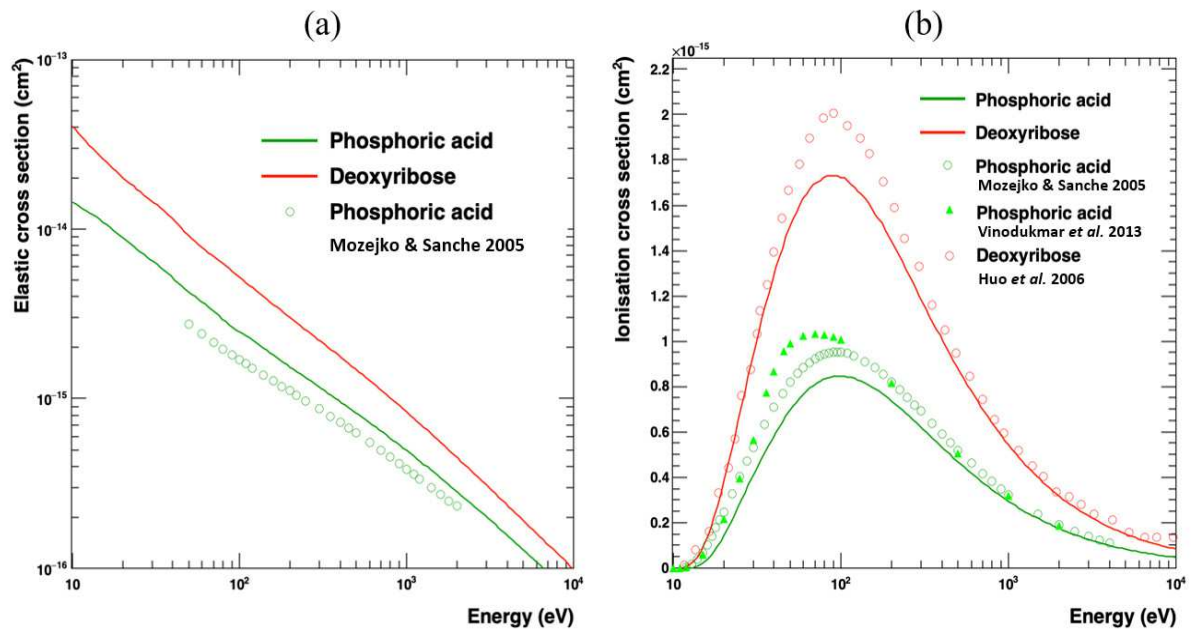 (a)
Elastic cross section (cm²)
10⁻¹³
10⁻¹⁴
10⁻¹⁵
10⁻¹⁶
Phosphoric acid
Deoxyribose
Phosphoric acid
Mozejko & Sanche 2005
10
10²
10³
10⁴
Energy (eV)
(b)
×10⁻¹⁵
Ionisation cross section (cm²)
2.2
2
1.8
1.6
1.4
1.2
1
0.8
0.6
0.4
0.2
0
Phosphoric acid
Deoxyribose
Phosphoric acid
Mozejko & Sanche 2005
Phosphoric acid
Vinodukmar et al. 2013
Deoxyribose
Huo et al. 2006
10
10²
10³
10⁴
Energy (eV)